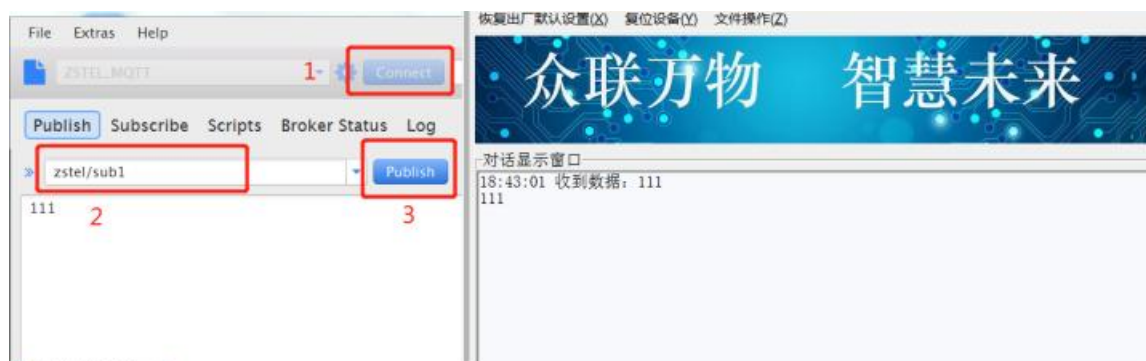 File Extras Help
ZSTEL_MQTT
1
Connect
Publish Subscribe Scripts Broker Status Log
» zstel/sub1
Publish
111
2
3
恢复出厂默认设置(X) 复位设备(Y) 文件操作(Z)
众联万物 智慧未来
对话显示窗口
18:43:01 收到数据：111
111